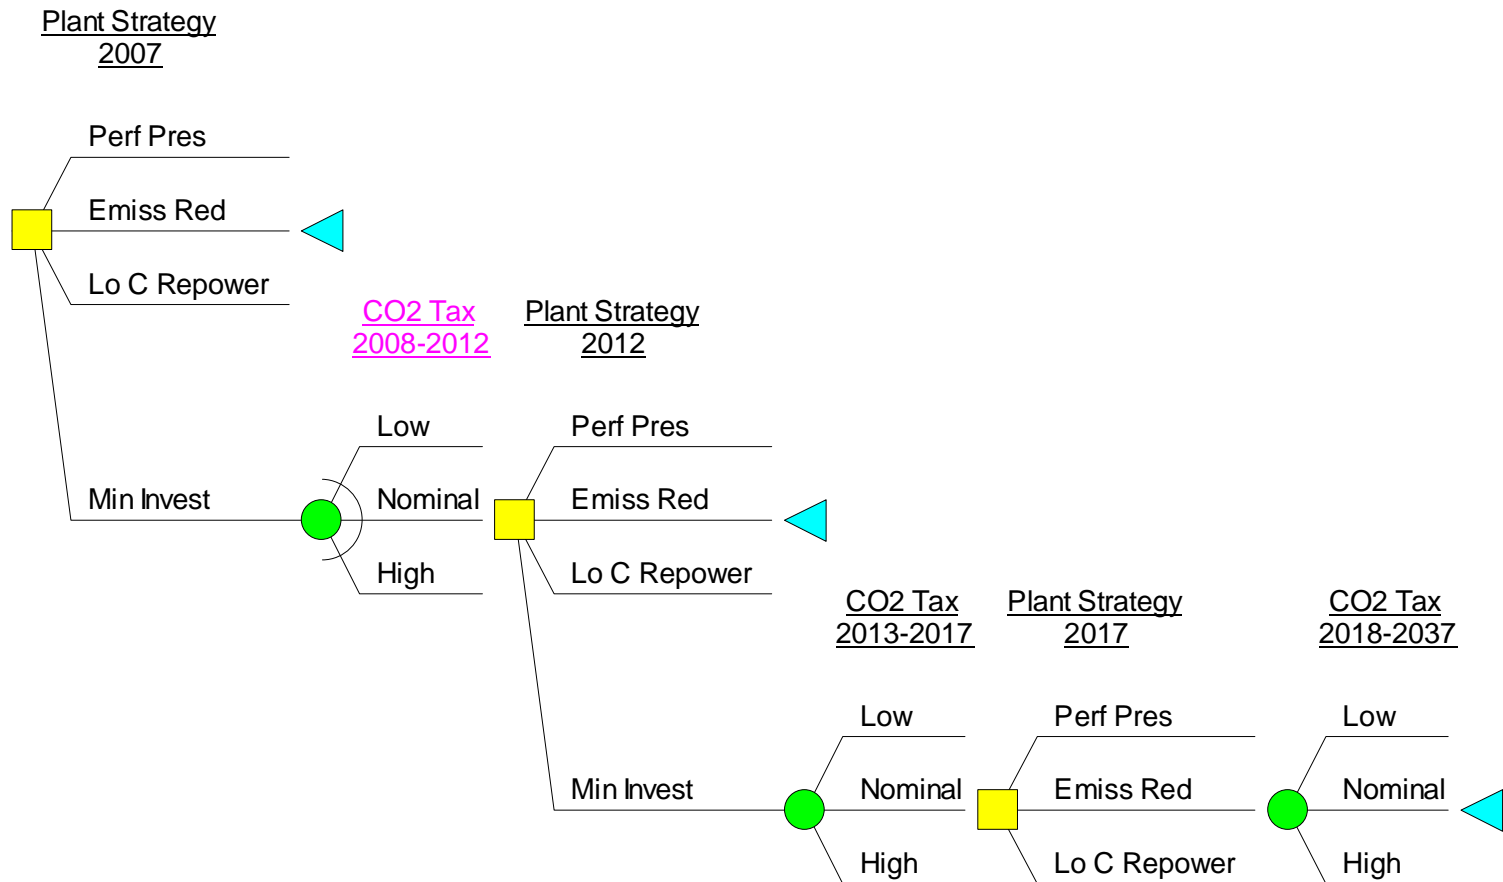 Plant Strategy
2007
Perf Pres
Emiss Red
Lo C Repower
Min Invest
CO2 Tax
2008-2012
Low
Nominal
High
Plant Strategy
2012
Perf Pres
Emiss Red
Lo C Repower
Min Invest
CO2 Tax
2013-2017
Low
Nominal
High
Plant Strategy
2017
Perf Pres
Emiss Red
Lo C Repower
CO2 Tax
2018-2037
Low
Nominal
High